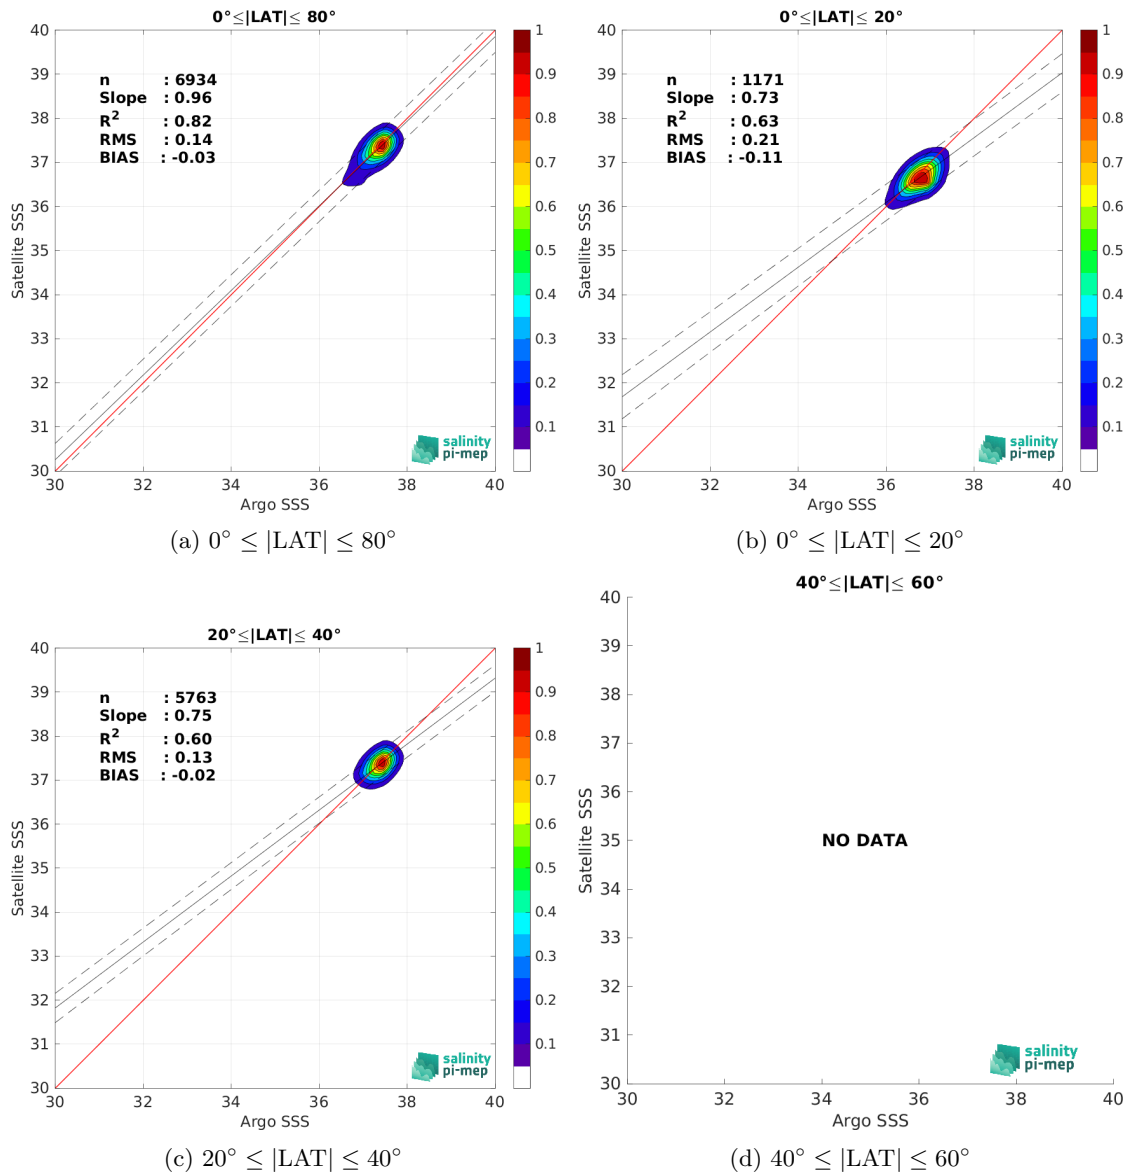 0°≤|LAT|≤ 80°
40
39
38
37
36
35
34
33
32
31
30
Satellite SSS
n : 6934
Slope : 0.96
R² : 0.82
RMS : 0.14
BIAS : -0.03
salinity
pi-mep
30 32 34 36 38 40
Argo SSS
1
0.9
0.8
0.7
0.6
0.5
0.4
0.3
0.2
0.1
(a) 0° ≤ |LAT| ≤ 80°
0°≤|LAT|≤ 20°
40
39
38
37
36
35
34
33
32
31
30
Satellite SSS
n : 1171
Slope : 0.73
R² : 0.63
RMS : 0.21
BIAS : -0.11
salinity
pi-mep
30 32 34 36 38 40
Argo SSS
1
0.9
0.8
0.7
0.6
0.5
0.4
0.3
0.2
0.1
(b) 0° ≤ |LAT| ≤ 20°
20°≤|LAT|≤ 40°
40
39
38
37
36
35
34
33
32
31
30
Satellite SSS
n : 5763
Slope : 0.75
R² : 0.60
RMS : 0.13
BIAS : -0.02
salinity
pi-mep
30 32 34 36 38 40
Argo SSS
1
0.9
0.8
0.7
0.6
0.5
0.4
0.3
0.2
0.1
(c) 20° ≤ |LAT| ≤ 40°
40°≤|LAT|≤ 60°
40
39
38
37
36
35
34
33
32
31
30
Satellite SSS
NO DATA
salinity
pi-mep
30 32 34 36 38 40
Argo SSS
(d) 40° ≤ |LAT| ≤ 60°